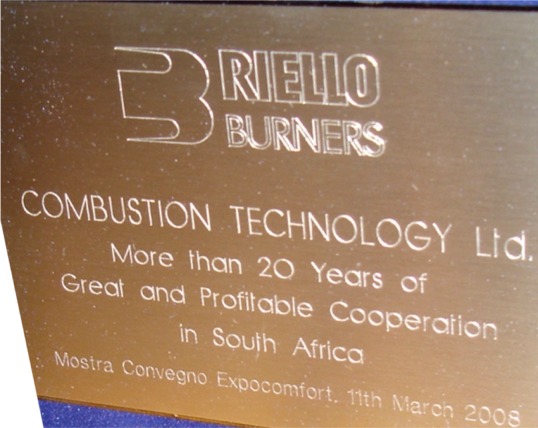 RIELLO
BURNERS
COMBUSTION TECHNOLOGY Ltd.
More than 20 Years of
Great and Profitable Cooperation
in South Africa
Mostra Convegno Expocomfort, 11th March 2008